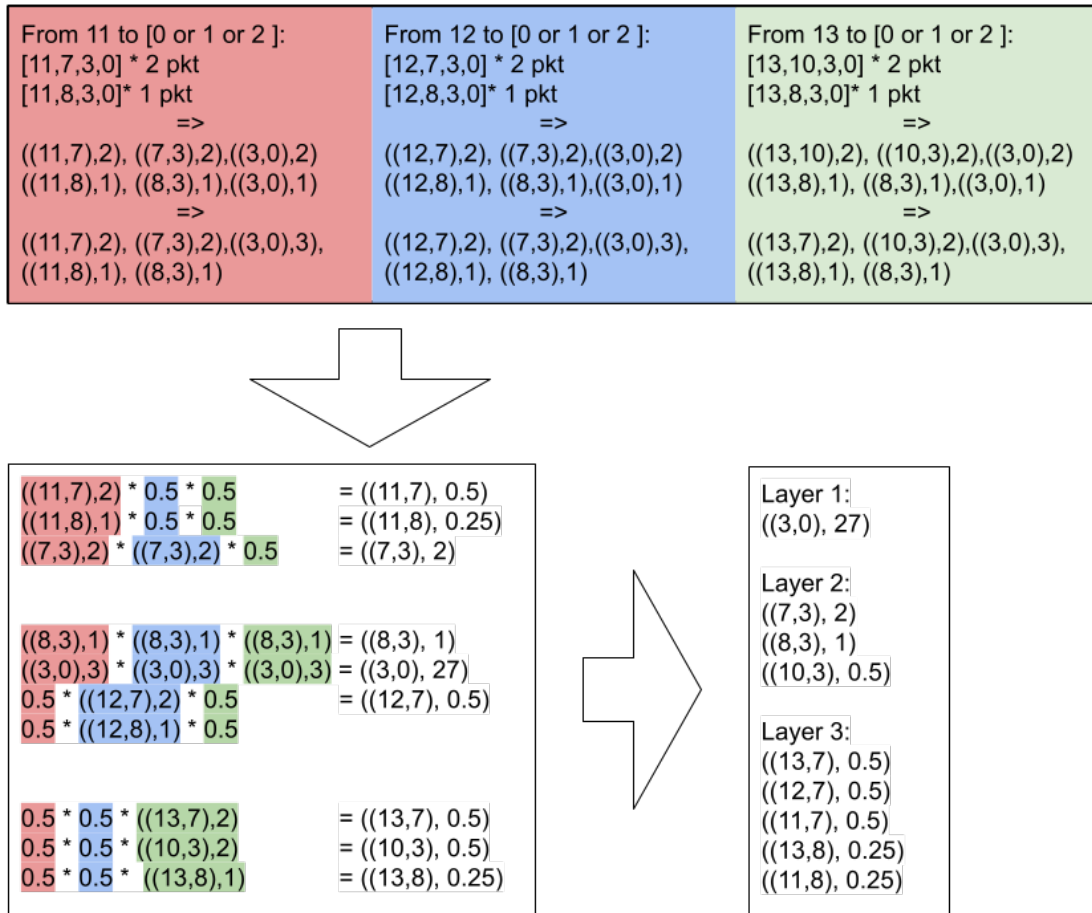 From 11 to [0 or 1 or 2 ]:
[11,7,3,0] * 2 pkt
[11,8,3,0]* 1 pkt
=>
((11,7),2), ((7,3),2),((3,0),2)
((11,8),1), ((8,3),1),((3,0),1)
=>
((11,7),2), ((7,3),2),((3,0),3),
((11,8),1), ((8,3),1)
From 12 to [0 or 1 or 2 ]:
[12,7,3,0] * 2 pkt
[12,8,3,0]* 1 pkt
=>
((12,7),2), ((7,3),2),((3,0),2)
((12,8),1), ((8,3),1),((3,0),1)
=>
((12,7),2), ((7,3),2),((3,0),3),
((12,8),1), ((8,3),1)
From 13 to [0 or 1 or 2 ]:
[13,10,3,0] * 2 pkt
[13,8,3,0]* 1 pkt
=>
((13,10),2), ((10,3),2),((3,0),2)
((13,8),1), ((8,3),1),((3,0),1)
=>
((13,7),2), ((10,3),2),((3,0),3),
((13,8),1), ((8,3),1)
((11,7),2) * 0.5 * 0.5 = ((11,7), 0.5)
((11,8),1) * 0.5 * 0.5 = ((11,8), 0.25)
((7,3),2) * ((7,3),2) * 0.5 = ((7,3), 2)
((8,3),1) * ((8,3),1) * ((8,3),1) = ((8,3), 1)
((3,0),3) * ((3,0),3) * ((3,0),3) = ((3,0), 27)
0.5 * ((12,7),2) * 0.5 = ((12,7), 0.5)
0.5 * ((12,8),1) * 0.5
0.5 * 0.5 * ((13,7),2) = ((13,7), 0.5)
0.5 * 0.5 * ((10,3),2) = ((10,3), 0.5)
0.5 * 0.5 * ((13,8),1) = ((13,8), 0.25)
Layer 1:
((3,0), 27)
Layer 2:
((7,3), 2)
((8,3), 1)
((10,3), 0.5)
Layer 3:
((13,7), 0.5)
((12,7), 0.5)
((11,7), 0.5)
((13,8), 0.25)
((11,8), 0.25)